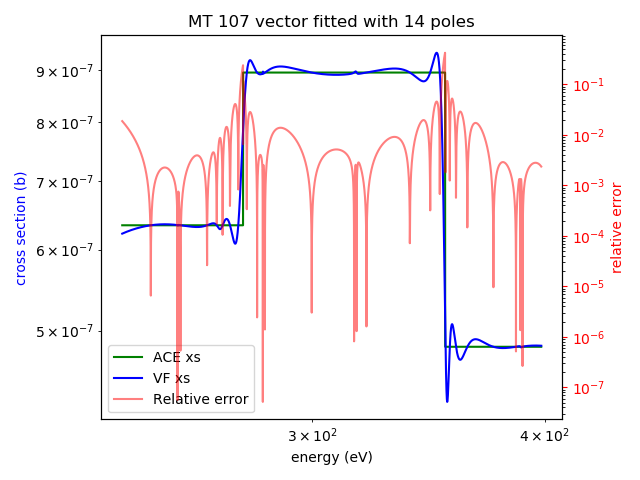 MT 107 vector fitted with 14 poles
9 × 10⁻⁷
8 × 10⁻⁷
7 × 10⁻⁷
6 × 10⁻⁷
5 × 10⁻⁷
cross section (b)
10⁻¹
10⁻²
10⁻³
10⁻⁴
10⁻⁵
10⁻⁶
10⁻⁷
relative error
ACE xs
VF xs
Relative error
3 × 10²
4 × 10²
energy (eV)